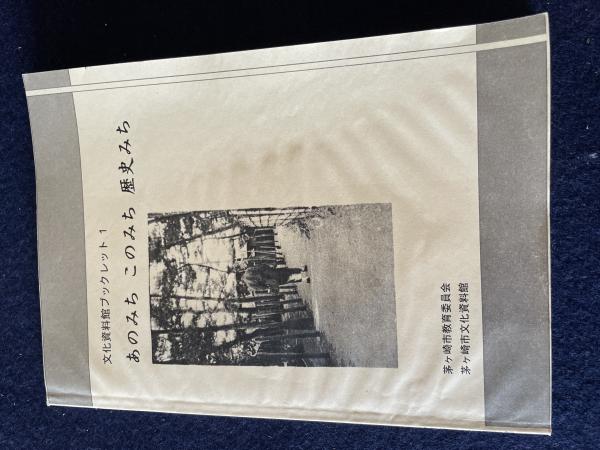 文化資料館ブックレット1
あのみち このみち 歴史みち
茅ヶ崎市教育委員会
茅ヶ崎市文化資料館